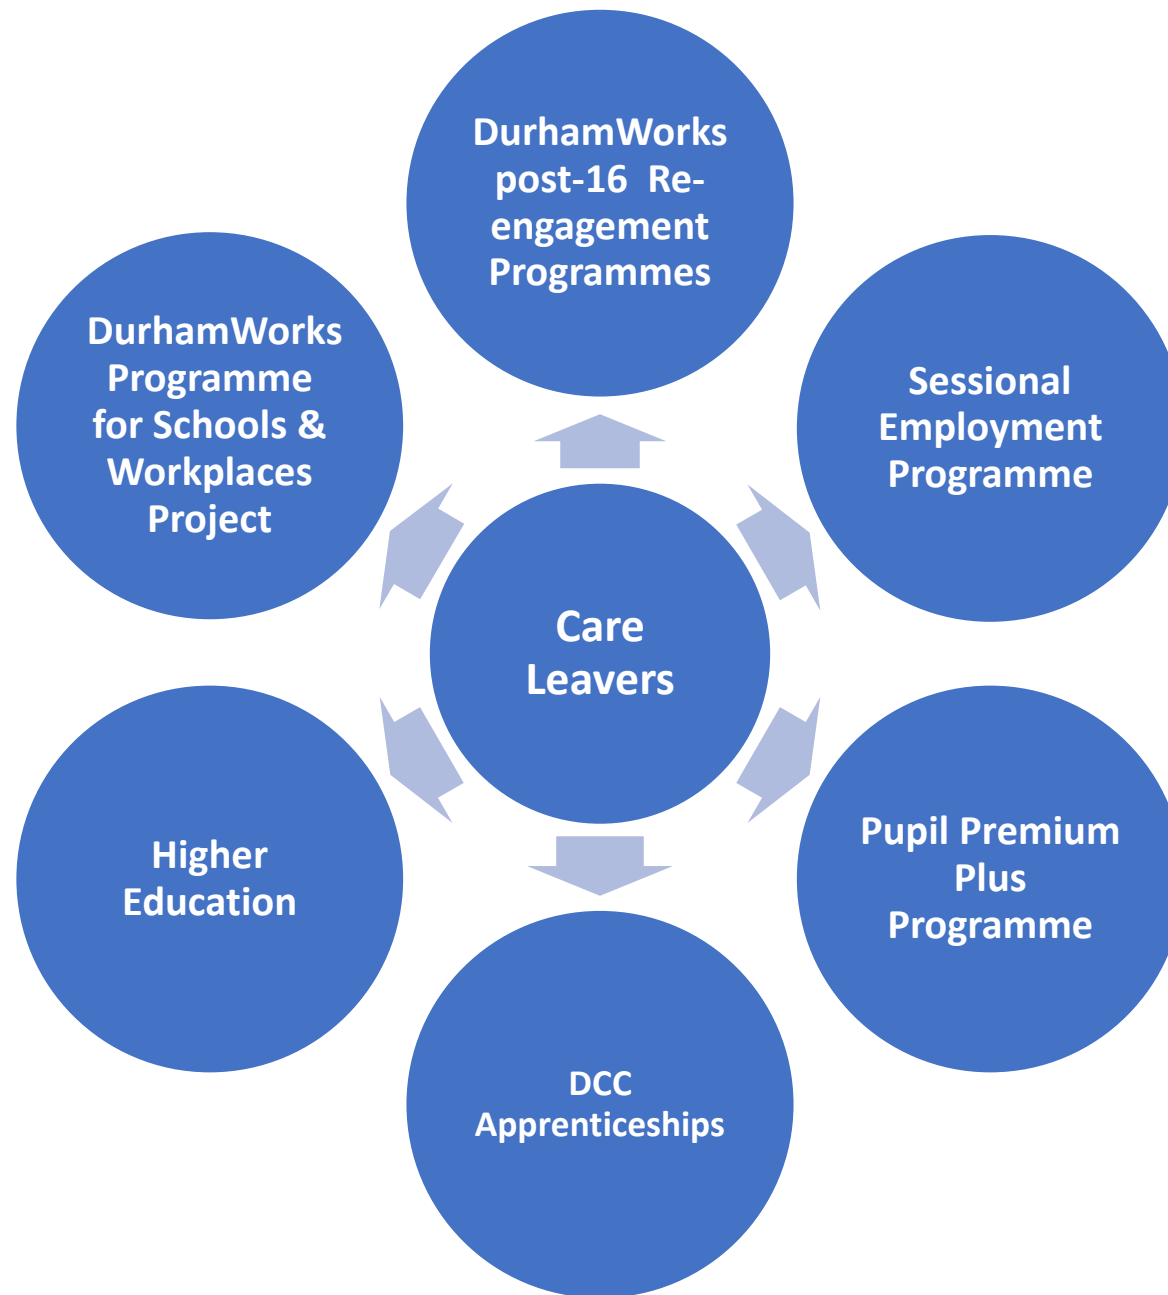 DurhamWorks
post-16 Re-
engagement
Programmes
Sessional
Employment
Programme
Pupil Premium
Plus
Programme
DCC
Apprenticeships
Higher
Education
DurhamWorks
Programme
for Schools &
Workplaces
Project
Care
Leavers